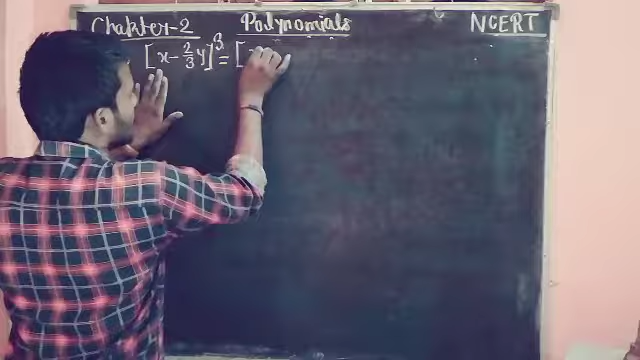 Chapter-2 Polynomials NCERT
[x - 2/3 y]³ = [